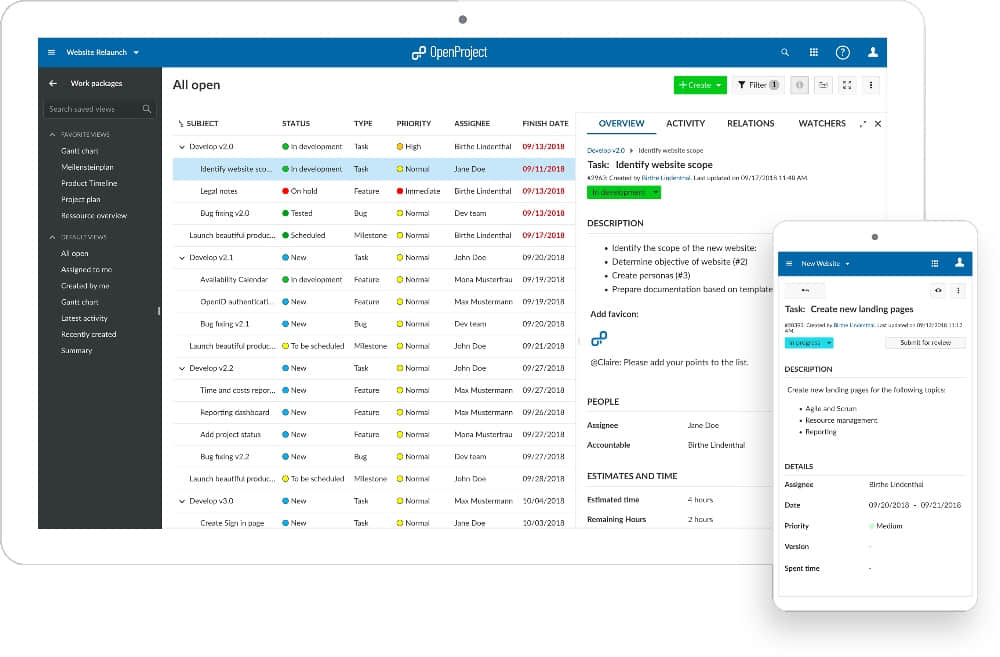 Website Relaunch
OpenProject
Work packages
Search saved views
FAVORITE VIEWS
Gantt chart
Meilensteinplan
Product Timeline
Project plan
Ressource overview
DEFAULT VIEWS
All open
Assigned to me
Created by me
Gantt chart
Latest activity
Recently created
Summary
All open
+ Create
Filter 1
SUBJECT STATUS TYPE PRIORITY ASSIGNEE FINISH DATE
Develop v2.0 In development Task High Birthe Lindenthal 09/13/2018
Identify website sco... In development Task Normal Jane Doe 09/11/2018
Legal notes On hold Feature Immediate Birthe Lindenthal 09/13/2018
Bug fixing v2.0 Tested Bug Normal Dev team 09/13/2018
Launch beautiful produc... Scheduled Milestone Normal Birthe Lindenthal 09/17/2018
Develop v2.1 In development Task Normal John Doe 09/20/2018
Availability Calendar In development Feature Normal Mona Musterfrau 09/19/2018
OpenID authenticati... New Feature Normal Max Mustermann 09/19/2018
Bug fixing v2.1 New Bug Normal Dev team 09/20/2018
Launch beautiful produc... To be scheduled Milestone Normal John Doe 09/21/2018
Develop v2.2 New Task Normal John Doe 09/27/2018
Time and costs repor... New Feature Normal Max Mustermann 09/27/2018
Reporting dashboard New Feature Normal Max Mustermann 09/26/2018
Add project status New Feature Normal Mona Musterfrau 09/27/2018
Bug fixing v2.2 New Bug Normal Dev team 09/27/2018
Launch beautiful produc... To be scheduled Milestone Normal John Doe 09/28/2018
Develop v3.0 New Task Normal Max Mustermann 10/04/2018
Create Sign in page New Task Normal Jane Doe 10/03/2018
OVERVIEW ACTIVITY RELATIONS WATCHERS
Develop v2.0 Identify website scope
Task: Identify website scope
#2963: Created by Birthe Lindenthal. Last updated on 09/17/2018 11:48 AM.
In development
DESCRIPTION
• Identify the scope of the new website:
• Determine objective of website (#2)
• Create personas (#3)
• Prepare documentation based on template
Add favicon:
@Claire: Please add your points to the list.
PEOPLE
Assignee Jane Doe
Accountable Birthe Lindenthal
ESTIMATES AND TIME
Estimated time 4 hours
Remaining Hours 2 hours
New Website
Task: Create new landing pages
Created by Birthe Lindenthal. Last updated on 09/12/2018 11:12
AM.
In progress
Submit for review
DESCRIPTION
Create new landing pages for the following topics:
• Agile and Scrum
• Resource management
• Reporting
DETAILS
Assignee Birthe Lindenthal
Date 09/20/2018 - 09/21/2018
Priority Medium
Version -
Spent time -